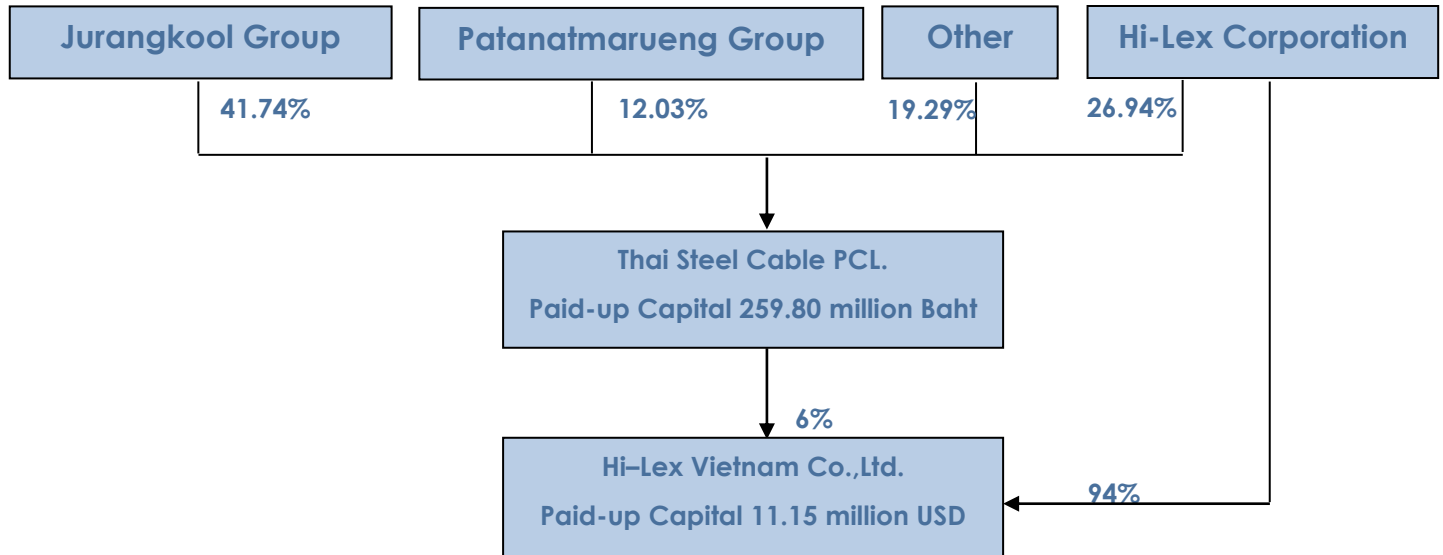 Jurangkool Group
Patanatmarueng Group
Other
Hi-Lex Corporation
41.74%
12.03%
19.29%
26.94%
Thai Steel Cable PCL.
Paid-up Capital 259.80 million Baht
6%
Hi–Lex Vietnam Co.,Ltd.
Paid-up Capital 11.15 million USD
94%